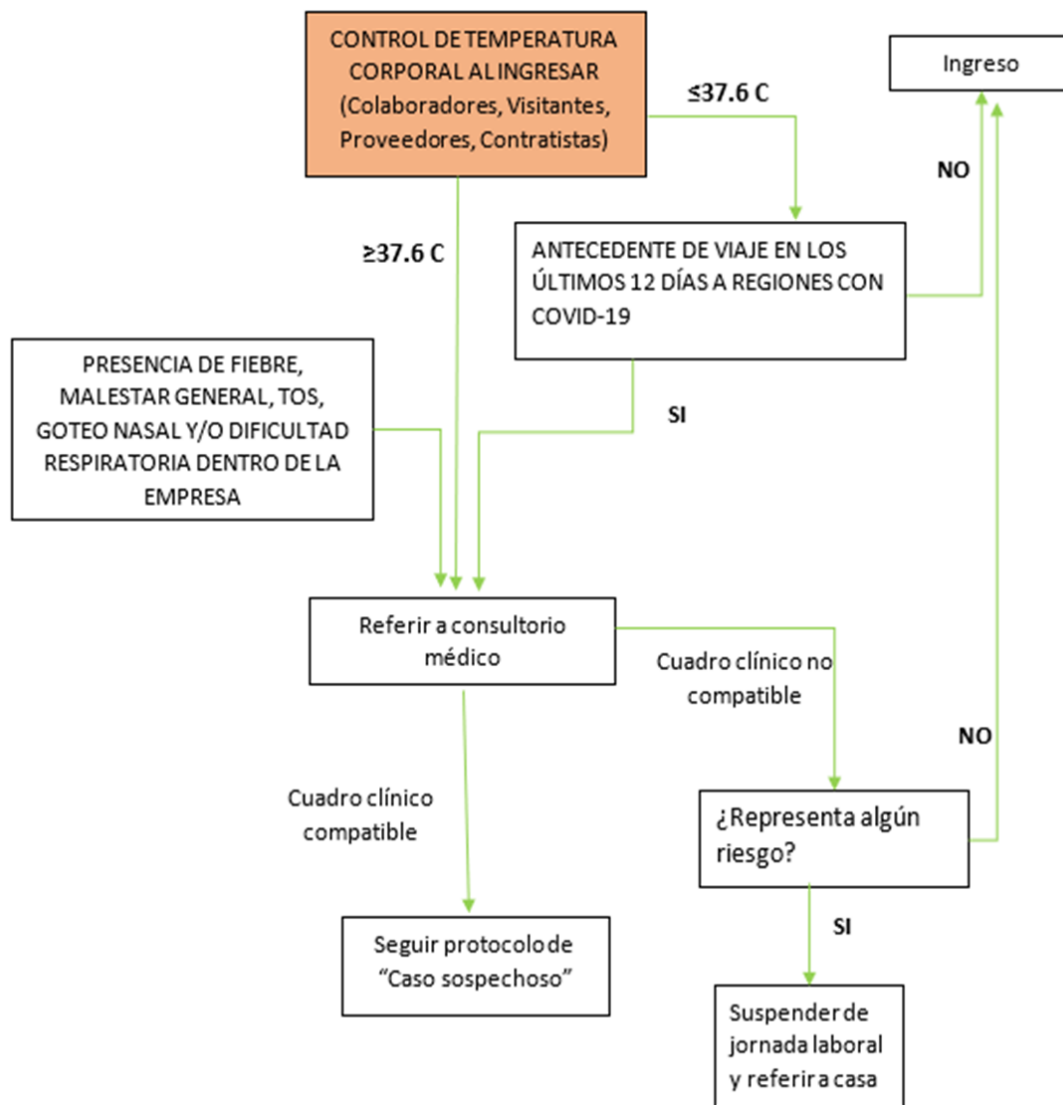 CONTROL DE TEMPERATURA
CORPORAL AL INGRESAR
(Colaboradores, Visitantes,
Proveedores, Contratistas)
Ingreso
≤37.6 C
NO
≥37.6 C
ANTECEDENTE DE VIAJE EN LOS
ÚLTIMOS 12 DÍAS A REGIONES CON
COVID-19
PRESENCIA DE FIEBRE,
MALESTAR GENERAL, TOS,
GOTEO NASAL Y/O DIFICULTAD
RESPIRATORIA DENTRO DE LA
EMPRESA
SI
Referir a consultorio
médico
Cuadro clínico no
compatible
NO
Cuadro clínico
compatible
¿Representa algún
riesgo?
SI
Seguir protocolo de
“Caso sospechoso”
Suspender de
jornada laboral
y referir a casa